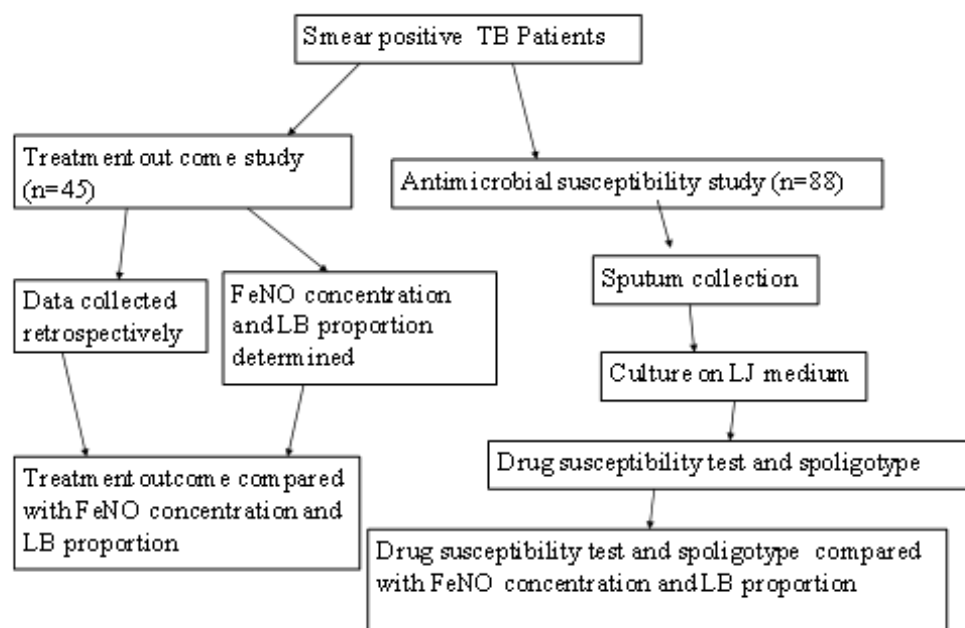 Smear positive TB Patients
Treatment out come study
(n=45)
Antimicrobial susceptibility study (n=88)
Data collected
retrospectively
FeNO concentration
and LB proportion
determined
Sputum collection
Culture on LJ medium
Treatment outcome compared
with FeNO concentration and
LB proportion
Drug susceptibility test and spoligotype
Drug susceptibility test and spoligotype compared
with FeNO concentration and LB proportion